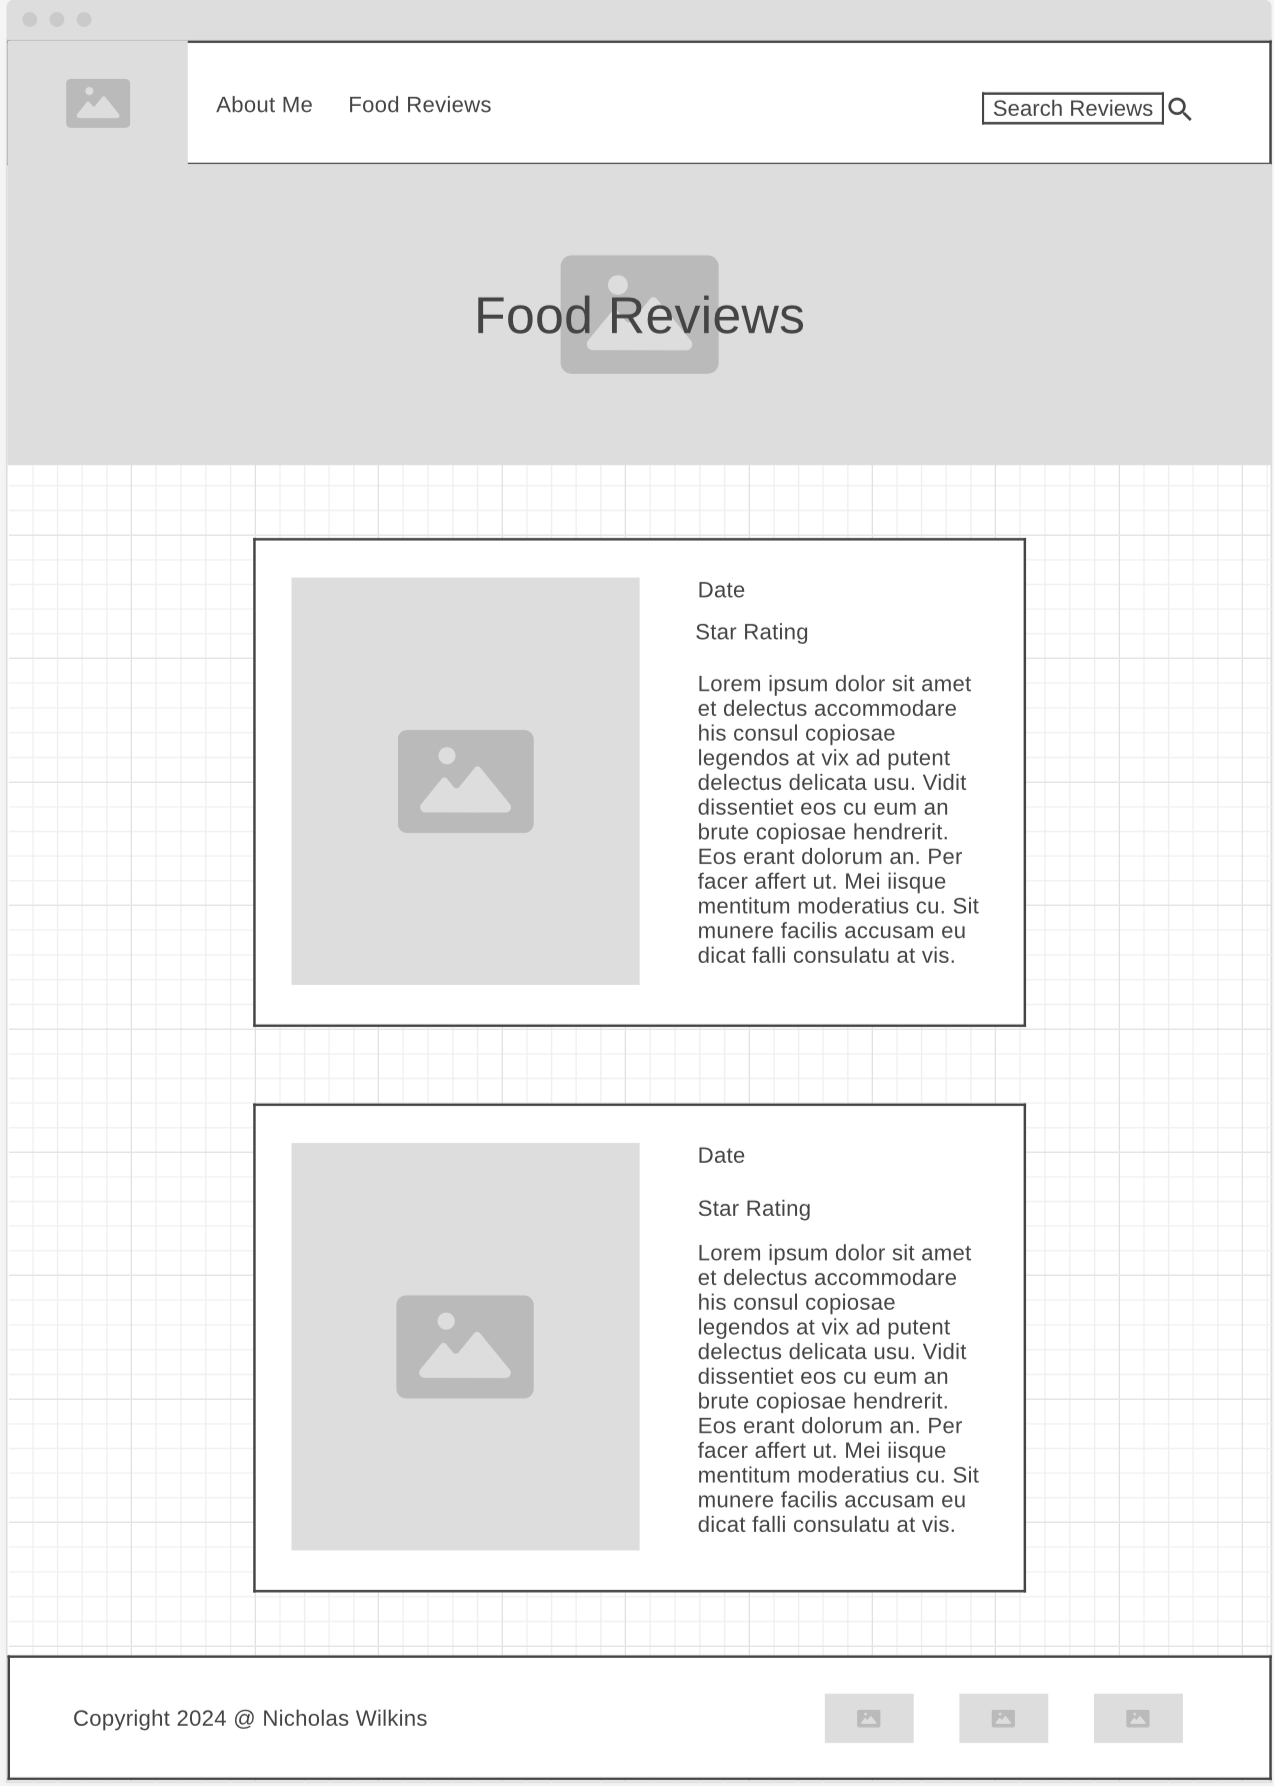 About Me
Food Reviews
Search Reviews
Food Reviews
Date
Star Rating
Lorem ipsum dolor sit amet
et delectus accommodare
his consul copiosae
legendos at vix ad putent
delectus delicata usu. Vidit
dissentiet eos cu eum an
brute copiosae hendrerit.
Eos erant dolorum an. Per
facer affert ut. Mei iisque
mentitum moderatius cu. Sit
munere facilis accusam eu
dicat falli consulatu at vis.
Date
Star Rating
Lorem ipsum dolor sit amet
et delectus accommodare
his consul copiosae
legendos at vix ad putent
delectus delicata usu. Vidit
dissentiet eos cu eum an
brute copiosae hendrerit.
Eos erant dolorum an. Per
facer affert ut. Mei iisque
mentitum moderatius cu. Sit
munere facilis accusam eu
dicat falli consulatu at vis.
Copyright 2024 @ Nicholas Wilkins